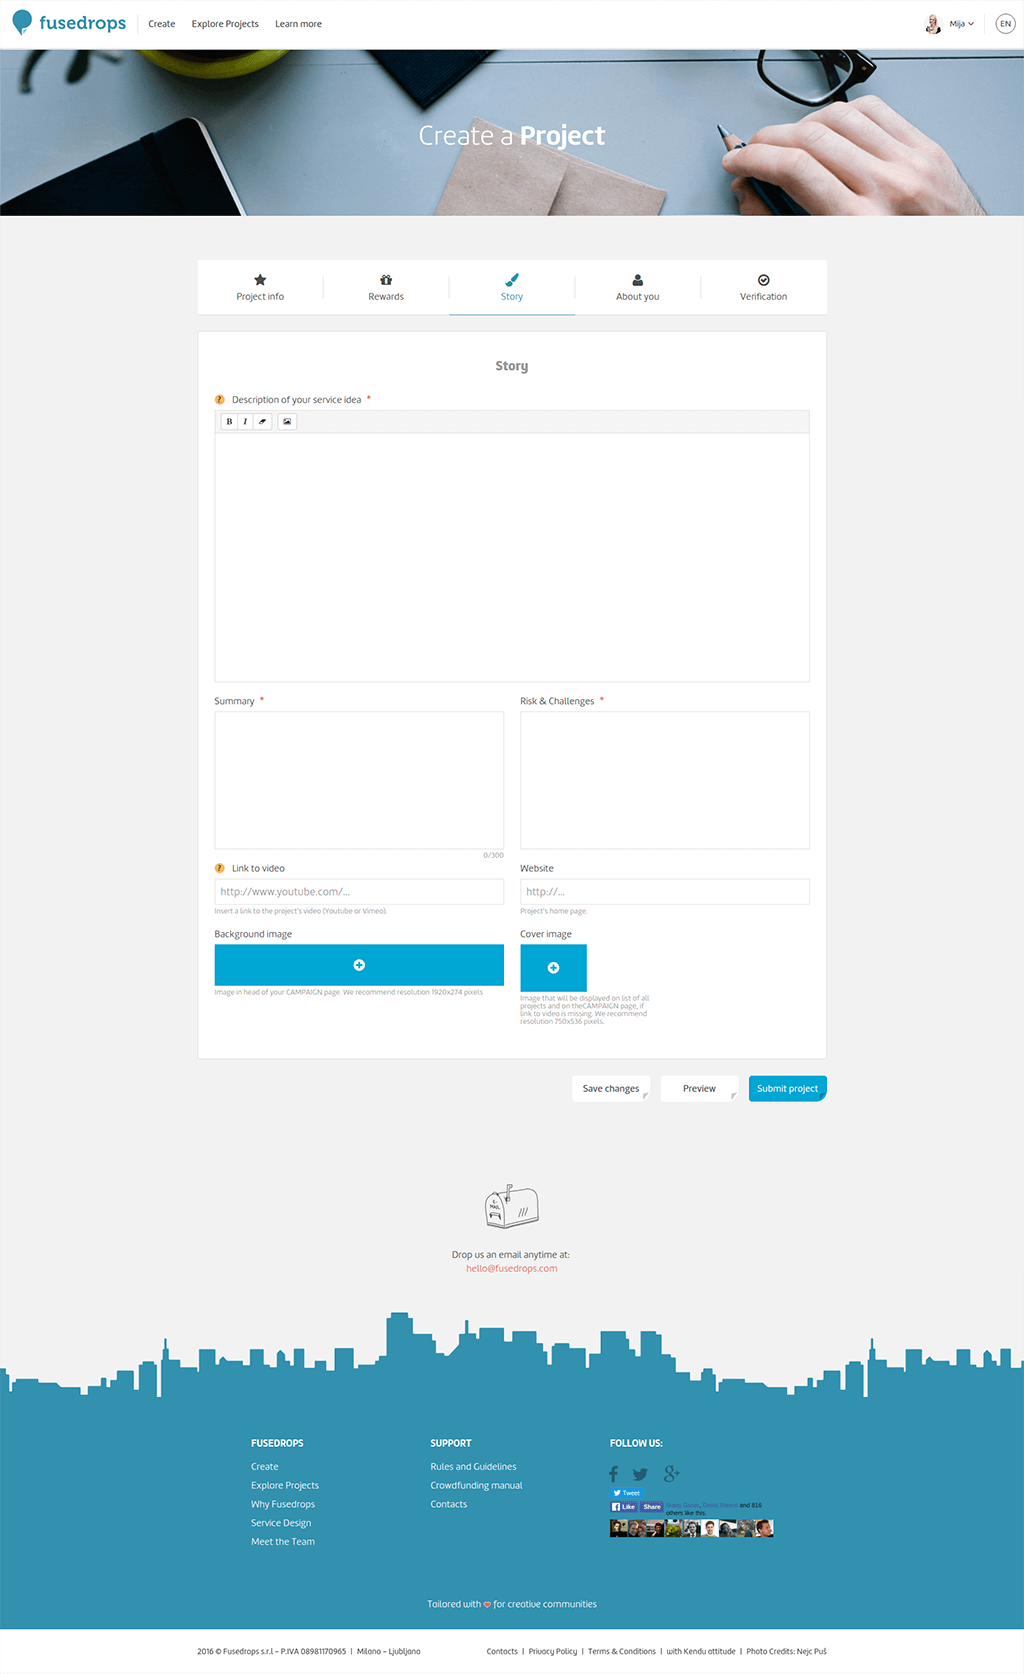 fusedrops
Create
Explore Projects
Learn more
Mija
EN
Create a Project
Project info
Rewards
Story
About you
Verification
Story
? Description of your service idea *
B I
Summary *
Risk & Challenges *
0/300
? Link to video
Website
http://www.youtube.com/...
http://...
Insert a link to the project's video (Youtube or Vimeo).
Project's home page.
Background image
Cover image
Image in head of your CAMPAIGN page. We recommend resolution 1920x274 pixels
Image that will be displayed on list of all
projects and on theCAMPAIGN page, if
link to video is missing. We recommend
resolution 750x536 pixels.
Save changes
Preview
Submit project
E-
MAIL
Drop us an email anytime at:
hello@fusedrops.com
FUSEDROPS
Create
Explore Projects
Why Fusedrops
Service Design
Meet the Team
SUPPORT
Rules and Guidelines
Crowdfunding manual
Contacts
FOLLOW US:
Tweet
Like Share
and 816
others like this.
Tailored with ❤ for creative communities
2016 © Fusedrops s.r.l – P.IVA 08981170965 | Milano – Ljubljana
Contacts | Privacy Policy | Terms & Conditions | with Kendu attitude | Photo Credits: Nejc Puš